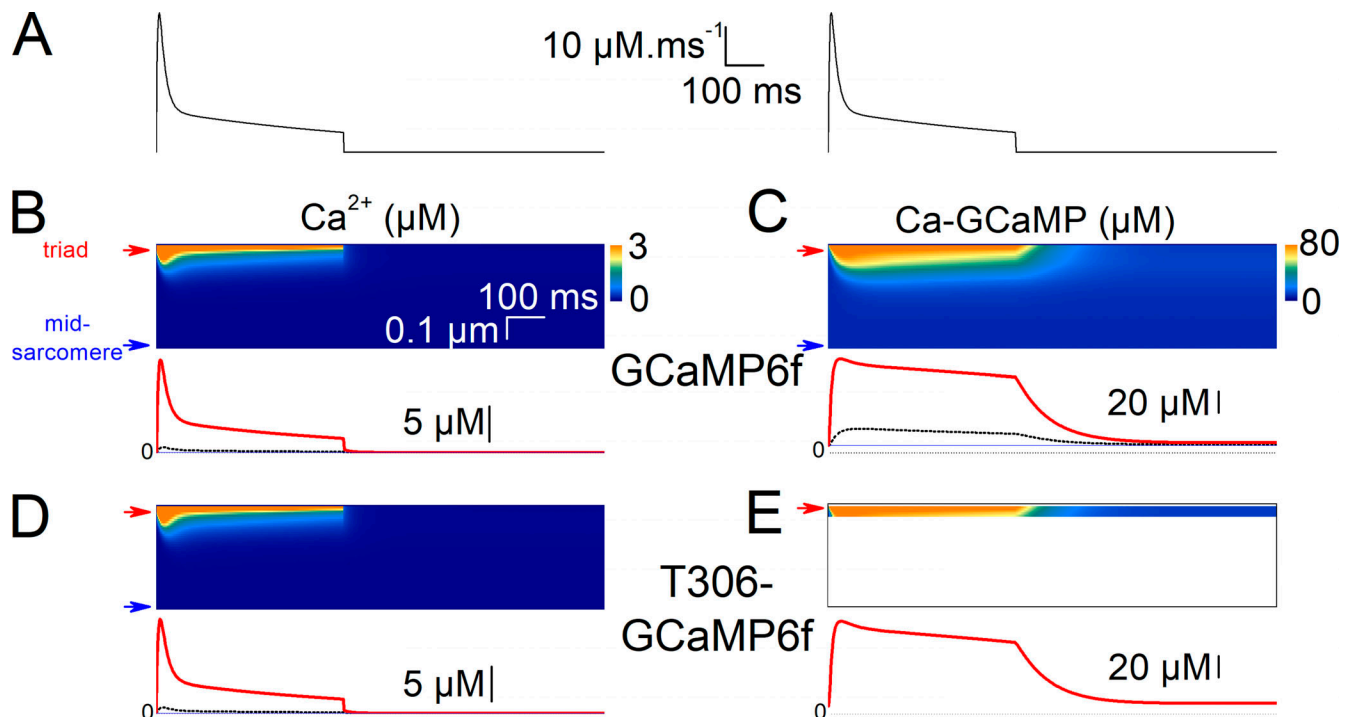 A
10 µM.ms-1
100 ms
B
Ca2+ (µM)
C
Ca-GCaMP (µM)
triad
3
0
80
0
100 ms
0.1 µm
mid-
sarcomere
GCaMP6f
5 µM
0
20 µM
0
D
E
T306-
GCaMP6f
5 µM
0
20 µM
0